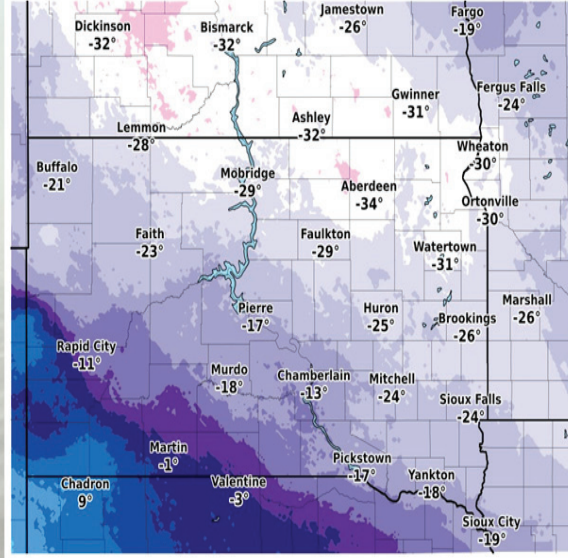 Jamestown
-26°
Fargo
-19°
Dickinson
-32°
Bismarck
-32°
Gwinner
-31°
Fergus Falls
-24°
Lemmon
-28°
Ashley
-32°
Wheaton
-30°
Buffalo
-21°
Mobridge
-29°
Aberdeen
-34°
Ortonville
-30°
Faith
-23°
Faulkton
-29°
Watertown
-31°
Pierre
-17°
Huron
-25°
Brookings
-26°
Marshall
-26°
Rapid City
-11°
Murdo
-18°
Chamberlain
-13°
Mitchell
-24°
Sioux Falls
-24°
Martin
-1°
Pickstown
-17°
Chadron
9°
Valentine
-3°
Yankton
-18°
Sioux City
-19°